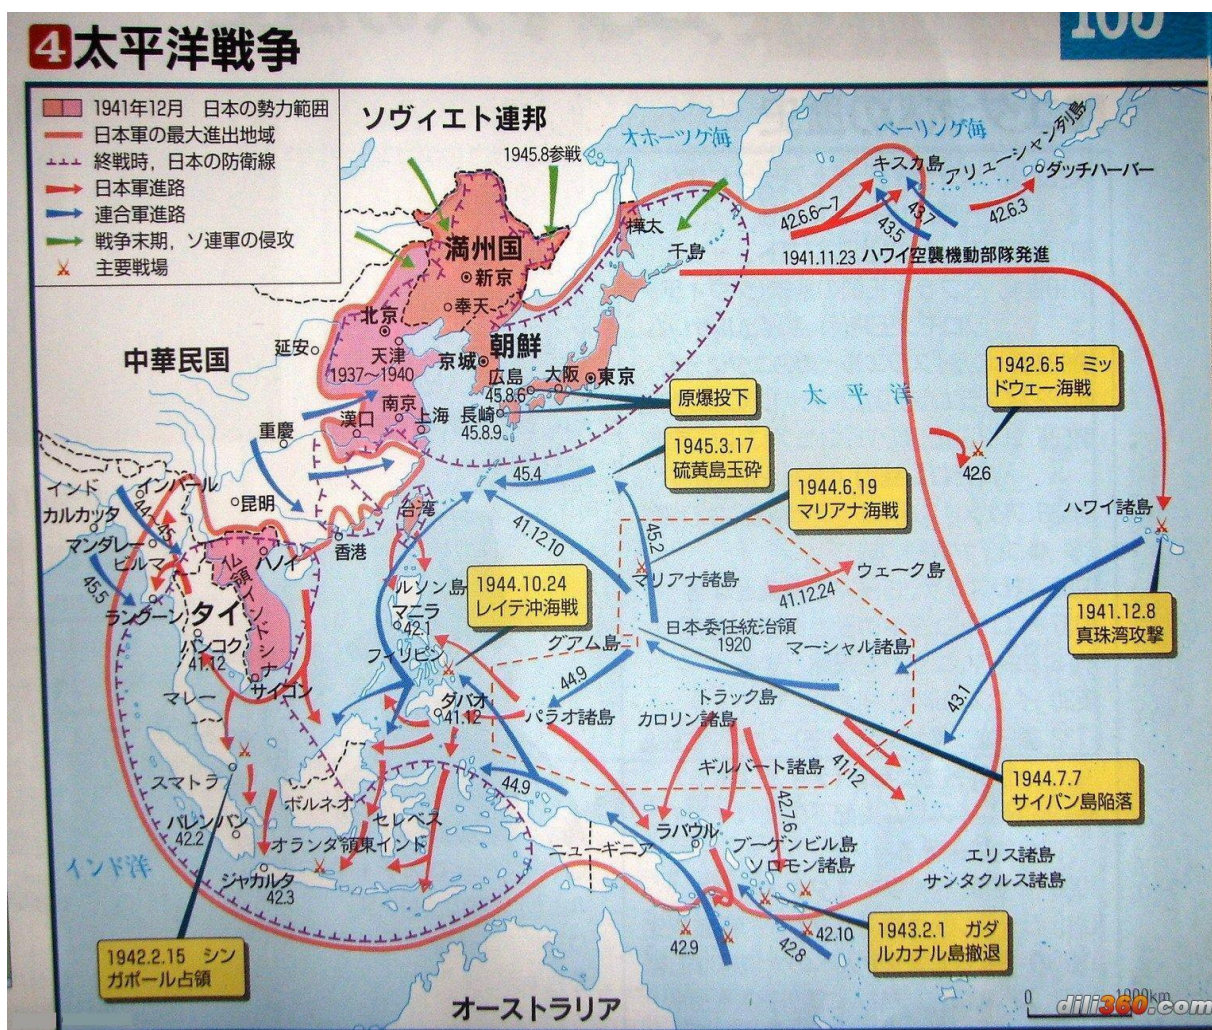 4 太平洋戦争
1941年12月 日本の勢力範囲
日本軍の最大進出地域
終戦時，日本の防衛線
日本軍進路
連合軍進路
戦争末期，ソ連軍の侵攻
主要戦場
ソヴィエト連邦
オホーツク海
ベーリング海
アリューシャン列島
1945.8参戦
キスカ島
ダッチハーバー
42.6.6～7
43.7
43.5
42.6.3
樺太
千島
1941.11.23 ハワイ空襲機動部隊発進
満州国
新京
奉天
北京
延安
天津
1937～1940
中華民国
朝鮮
京城
広島
45.8.6
大阪
東京
長崎
45.8.9
原爆投下
太平洋
1942.6.5 ミッ
ドウェー海戦
42.6
南京
漢口
上海
重慶
1945.3.17
硫黄島玉砕
45.4
1944.6.19
マリアナ海戦
インド
インパール
カルカッタ
44～45
昆明
台湾
41.12.10
45.2
ハワイ諸島
マンダレー
ビルマ
ハノイ
香港
仏領インドシナ
45.5
ラングーン
タイ
バンコク
41.12
サイゴン
ルソン島
マニラ
42.1
フィリピン
1944.10.24
レイテ沖海戦
マリアナ諸島
ウェーク島
41.12.24
日本委任統治領
1920
グアム島
マーシャル諸島
1941.12.8
真珠湾攻撃
44.9
43.1
マレー
ダバオ
41.12
パラオ諸島
トラック島
カロリン諸島
ギルバート諸島
41.12
1944.7.7
サイパン島陥落
スマトラ
ボルネオ
セレベス
44.9
パレンバン
42.2
オランダ領東インド
ジャカルタ
42.3
ニューギニア
ラバウル
42.7.6
ブーゲンビル島
ソロモン諸島
エリス諸島
サンタクルス諸島
インド洋
1942.2.15 シン
ガポール占領
42.9
42.8
42.10
1943.2.1 ガダ
ルカナル島撤退
オーストラリア
0 1000km
dili360.com